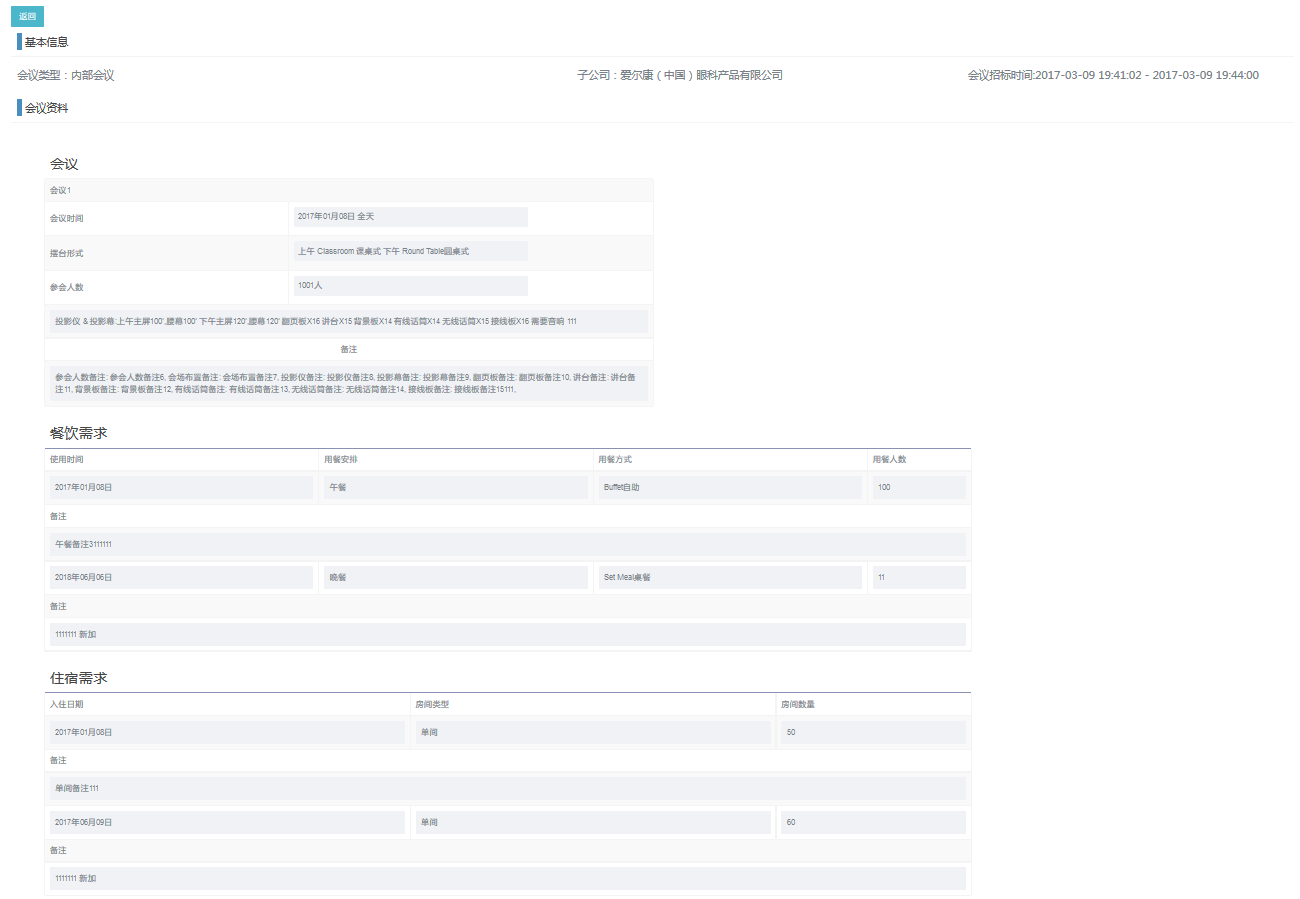 返回
基本信息
会议类型：内部会议 子公司：爱尔康（中国）眼科产品有限公司 会议招标时间:2017-03-09 19:41:02 - 2017-03-09 19:44:00
会议资料
会议
会议1
会议时间 2017年01月08日 全天
摆台形式 上午 Classroom 课桌式 下午 Round Table圆桌式
参会人数 1001人
投影仪 & 投影幕:上午主屏100',腰幕100' 下午主屏120',腰幕120' 翻页板X16 讲台X15 背景板X14 有线话筒X14 无线话筒X15 接线板X16 需要音响 111
备注
参会人数备注: 参会人数备注6, 会场布置备注: 会场布置备注7, 投影仪备注: 投影仪备注8, 投影幕备注: 投影幕备注9, 翻页板备注: 翻页板备注10, 讲台备注: 讲台备
注11, 背景板备注: 背景板备注12, 有线话筒备注: 有线话筒备注13, 无线话筒备注: 无线话筒备注14, 接线板备注: 接线板备注15111,
餐饮需求
使用时间 用餐安排 用餐方式 用餐人数
2017年01月08日 午餐 Buffet自助 100
备注
午餐备注3111111
2018年06月06日 晚餐 Set Meal桌餐 11
备注
1111111 新加
住宿需求
入住日期 房间类型 房间数量
2017年01月08日 单间 50
备注
单间备注111
2017年06月09日 单间 60
备注
1111111 新加